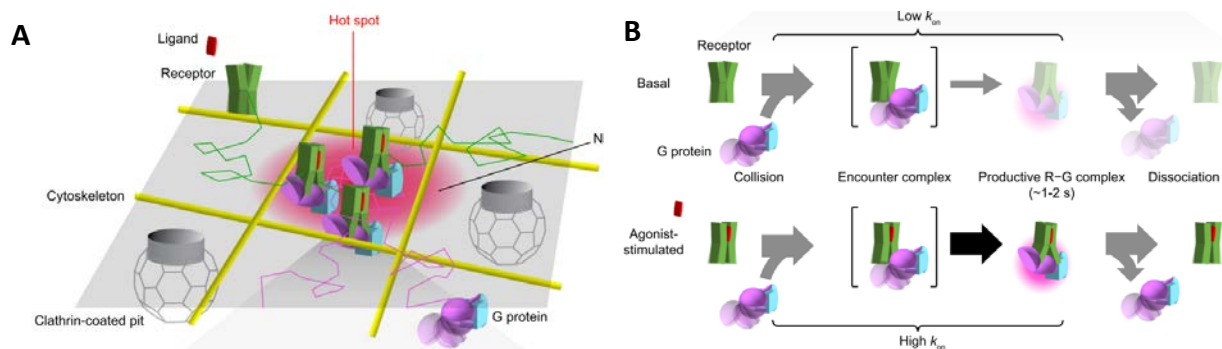 A
Hot spot
Ligand
Receptor
N
Cytoskeleton
Clathrin-coated pit
G protein
B
Low kon
Receptor
Basal
G protein
Collision
Encounter complex
Productive R−G complex
(~1-2 s)
Dissociation
Agonist-
stimulated
High kon